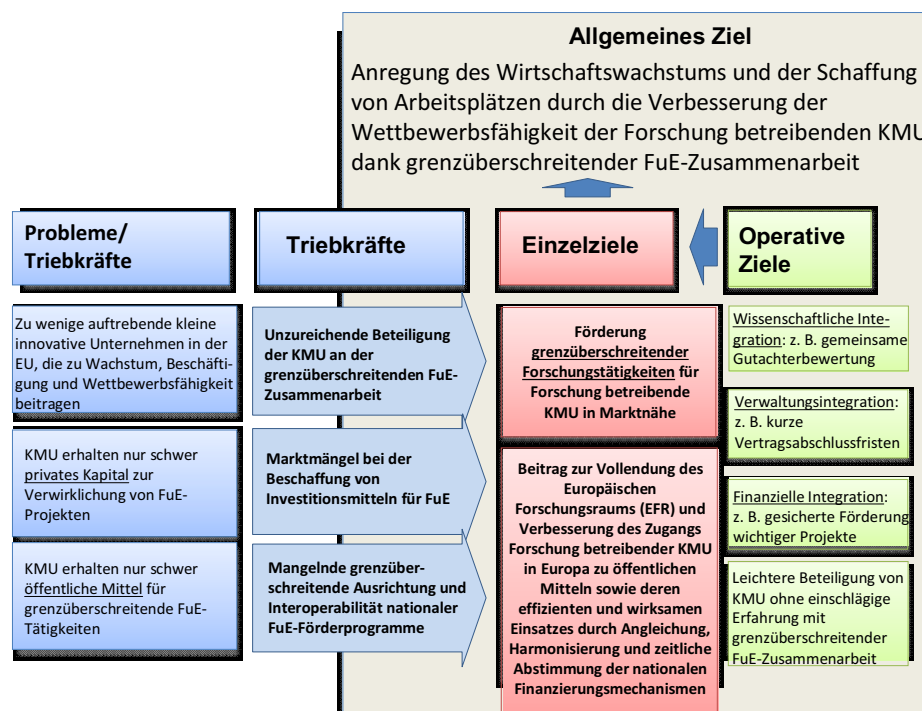 Allgemeines Ziel
Anregung des Wirtschaftswachstums und der Schaffung
von Arbeitsplätzen durch die Verbesserung der
Wettbewerbsfähigkeit der Forschung betreibenden KMU
dank grenzüberschreitender FuE-Zusammenarbeit
Probleme/
Triebkräfte
Triebkräfte
Einzelziele
Operative
Ziele
Zu wenige auftrebende kleine
innovative Unternehmen in der
EU, die zu Wachstum, Beschäfti-
gung und Wettbewerbsfähigkeit
beitragen
KMU erhalten nur schwer
privates Kapital zur
Verwirklichung von FuE-
Projekten
KMU erhalten nur schwer
öffentliche Mittel für
grenzüberschreitende FuE-
Tätigkeiten
Unzureichende Beteiligung
der KMU an der
grenzüberschreitenden FuE-
Zusammenarbeit
Marktmängel bei der
Beschaffung von
Investitionsmitteln für FuE
Mangelnde grenzüber-
schreitende Ausrichtung und
Interoperabilität nationaler
FuE-Förderprogramme
Förderung
grenzüberschreitender
Forschungstätigkeiten für
Forschung betreibende
KMU in Marktnähe
Beitrag zur Vollendung des
Europäischen
Forschungsraums (EFR) und
Verbesserung des Zugangs
Forschung betreibender KMU
in Europa zu öffentlichen
Mitteln sowie deren
effizienten und wirksamen
Einsatzes durch Angleichung,
Harmonisierung und zeitliche
Abstimmung der nationalen
Finanzierungsmechanismen
Wissenschaftliche Inte-
gration: z. B. gemeinsame
Gutachterbewertung
Verwaltungsintegration:
z. B. kurze
Vertragsabschlussfristen
Finanzielle Integration:
z. B. gesicherte Förderung
wichtiger Projekte
Leichtere Beteiligung von
KMU ohne einschlägige
Erfahrung mit
grenzüberschreitender
FuE-Zusammenarbeit